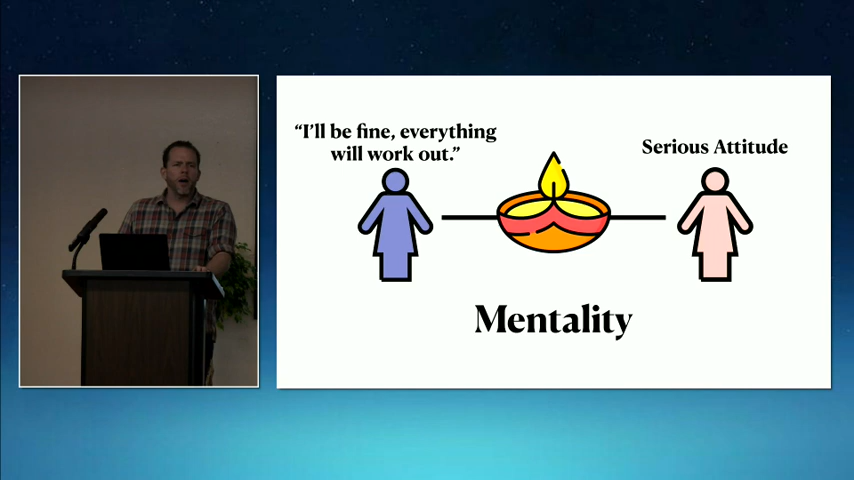 “I’ll be fine, everything
will work out.”
Serious Attitude
Mentality